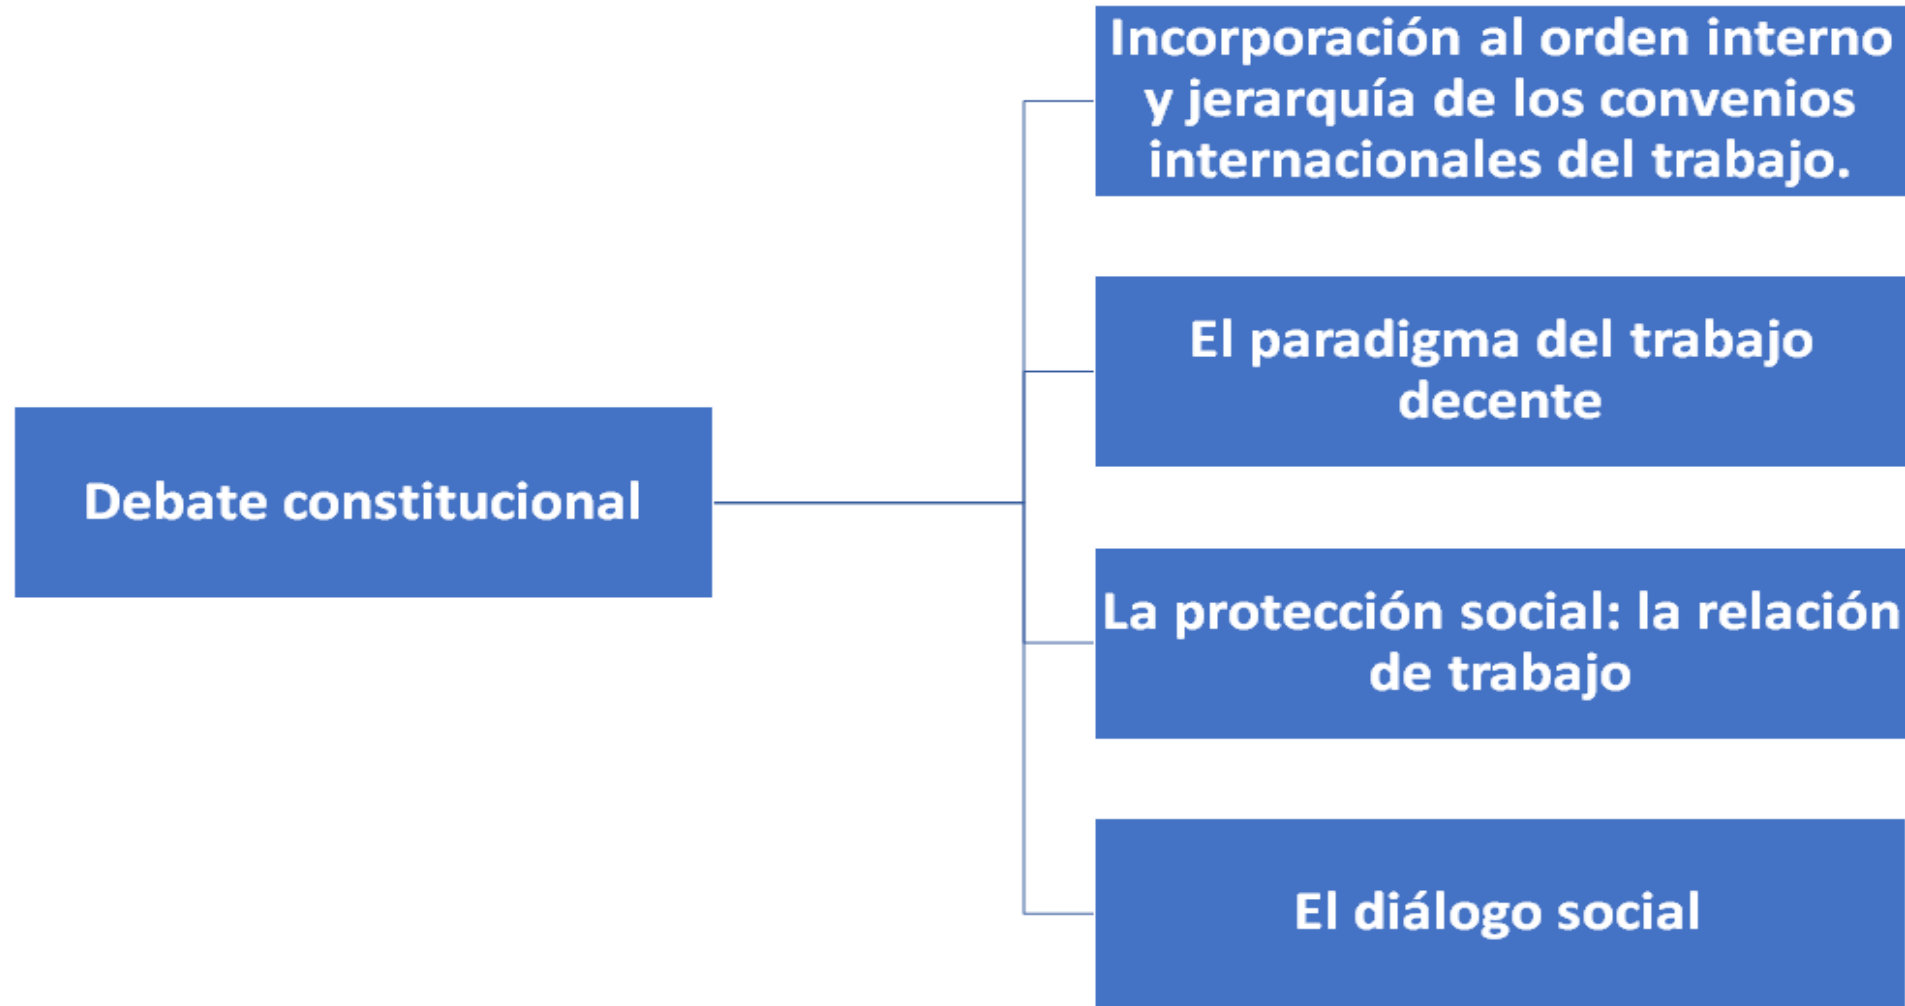 Debate constitucional
Incorporación al orden interno
y jerarquía de los convenios
internacionales del trabajo.
El paradigma del trabajo
decente
La protección social: la relación
de trabajo
El diálogo social